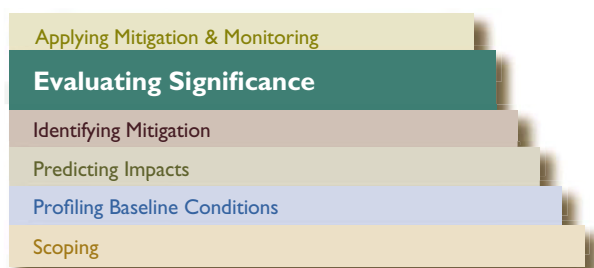 Applying Mitigation & Monitoring
Evaluating Significance
Identifying Mitigation
Predicting Impacts
Profiling Baseline Conditions
Scoping